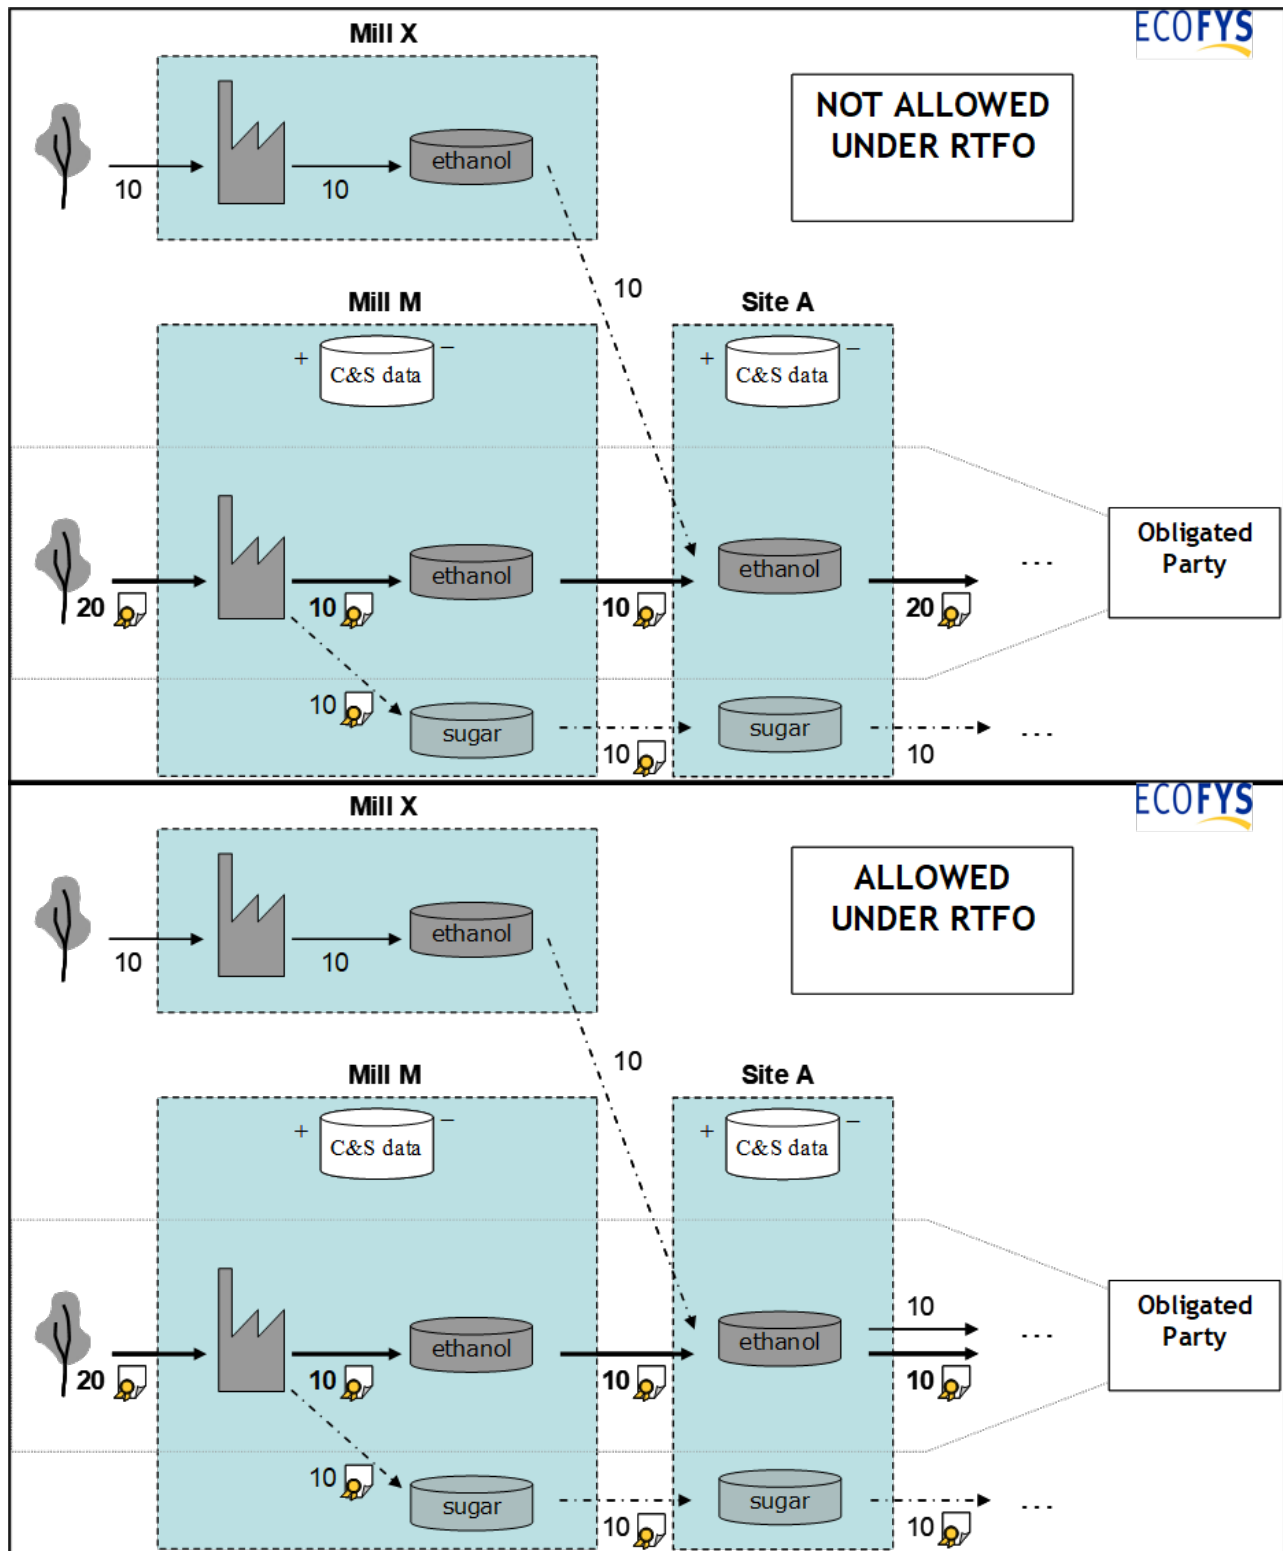 Mill X
ECOFYS
NOT ALLOWED
UNDER RTFO
ethanol
10
10
10
Mill M
Site A
+
–
C&S data
+
–
C&S data
Obligated
Party
ethanol
ethanol
...
20
10
10
20
10
sugar
sugar
10
10
...
Mill X
ECOFYS
ALLOWED
UNDER RTFO
ethanol
10
10
10
Mill M
Site A
+
–
C&S data
+
–
C&S data
10
Obligated
Party
ethanol
ethanol
...
20
10
10
10
10
sugar
sugar
10
10
...